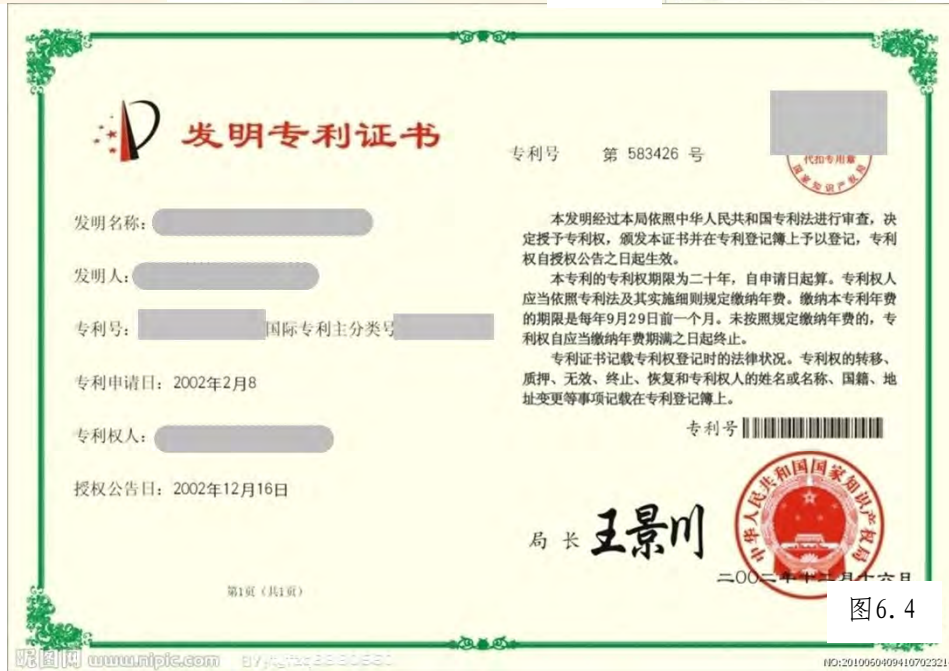 发明专利证书
专利号 第 583426 号
代扣专用章
国家知识产权局
发明名称:
发明人:
专利号: 国际专利主分类号
专利申请日: 2002年2月8
专利权人:
授权公告日: 2002年12月16日
第1页 (共1页)
本发明经过本局依照中华人民共和国专利法进行审查，决
定授予专利权，颁发本证书并在专利登记簿上予以登记，专利
权自授权公告之日起生效。
本专利的专利权期限为二十年，自申请日起算。专利权人
应当依照专利法及其实施细则规定缴纳年费。缴纳本专利年费
的期限是每年9月29日前一个月。未按照规定缴纳年费的，专
利权自应当缴纳年费期满之日起终止。
专利证书记载专利权登记时的法律状况。专利权的转移、
质押、无效、终止、恢复和专利权人的姓名或名称、国籍、地
址变更等事项记载在专利登记簿上。
专利号
局 长 王景川
中华人民共和国国家知识产权局
二〇〇二年十二月十六日
图6.4
昵图网 www.nipic.com
NO:20100604094107023321